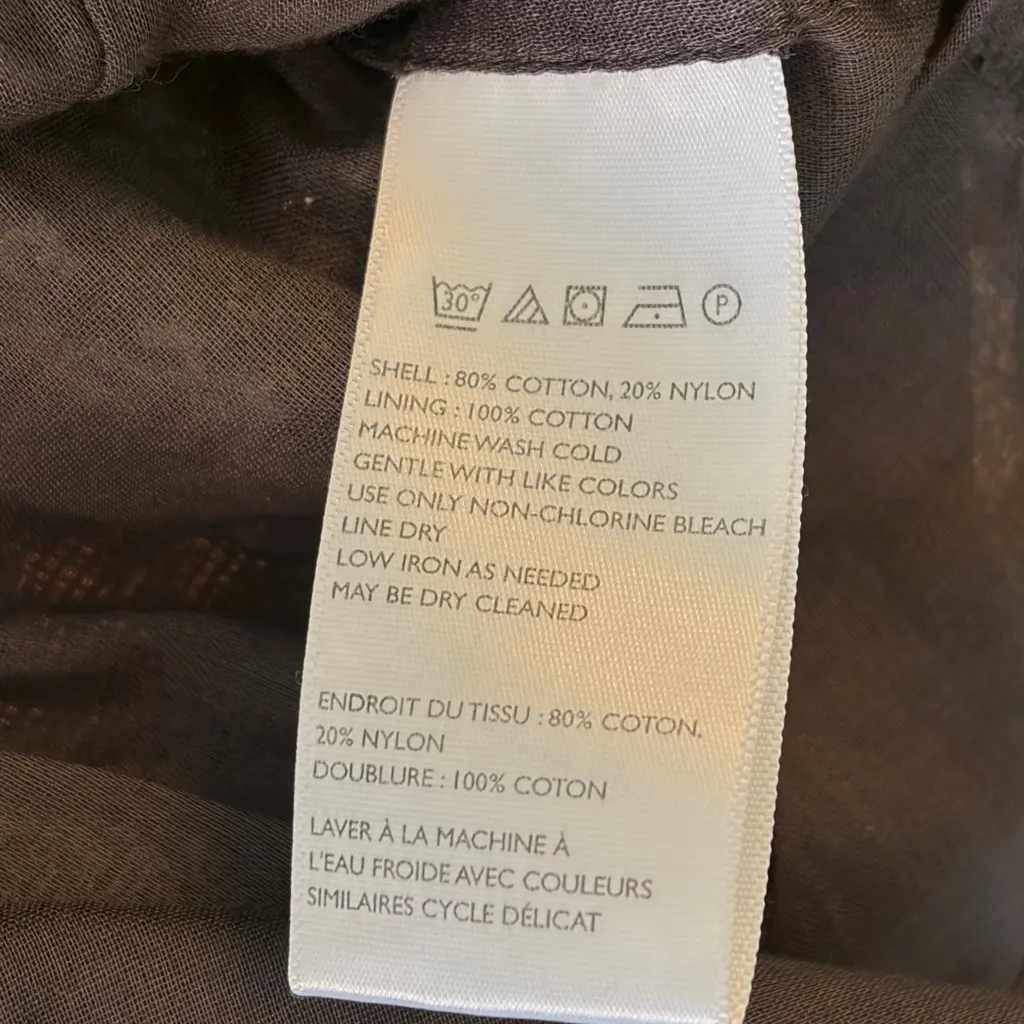 30°
P
SHELL : 80% COTTON, 20% NYLON
LINING : 100% COTTON
MACHINE WASH COLD
GENTLE WITH LIKE COLORS
USE ONLY NON-CHLORINE BLEACH
LINE DRY
LOW IRON AS NEEDED
MAY BE DRY CLEANED
ENDROIT DU TISSU : 80% COTON,
20% NYLON
DOUBLURE : 100% COTON
LAVER À LA MACHINE À
L'EAU FROIDE AVEC COULEURS
SIMILAIRES CYCLE DÉLICAT